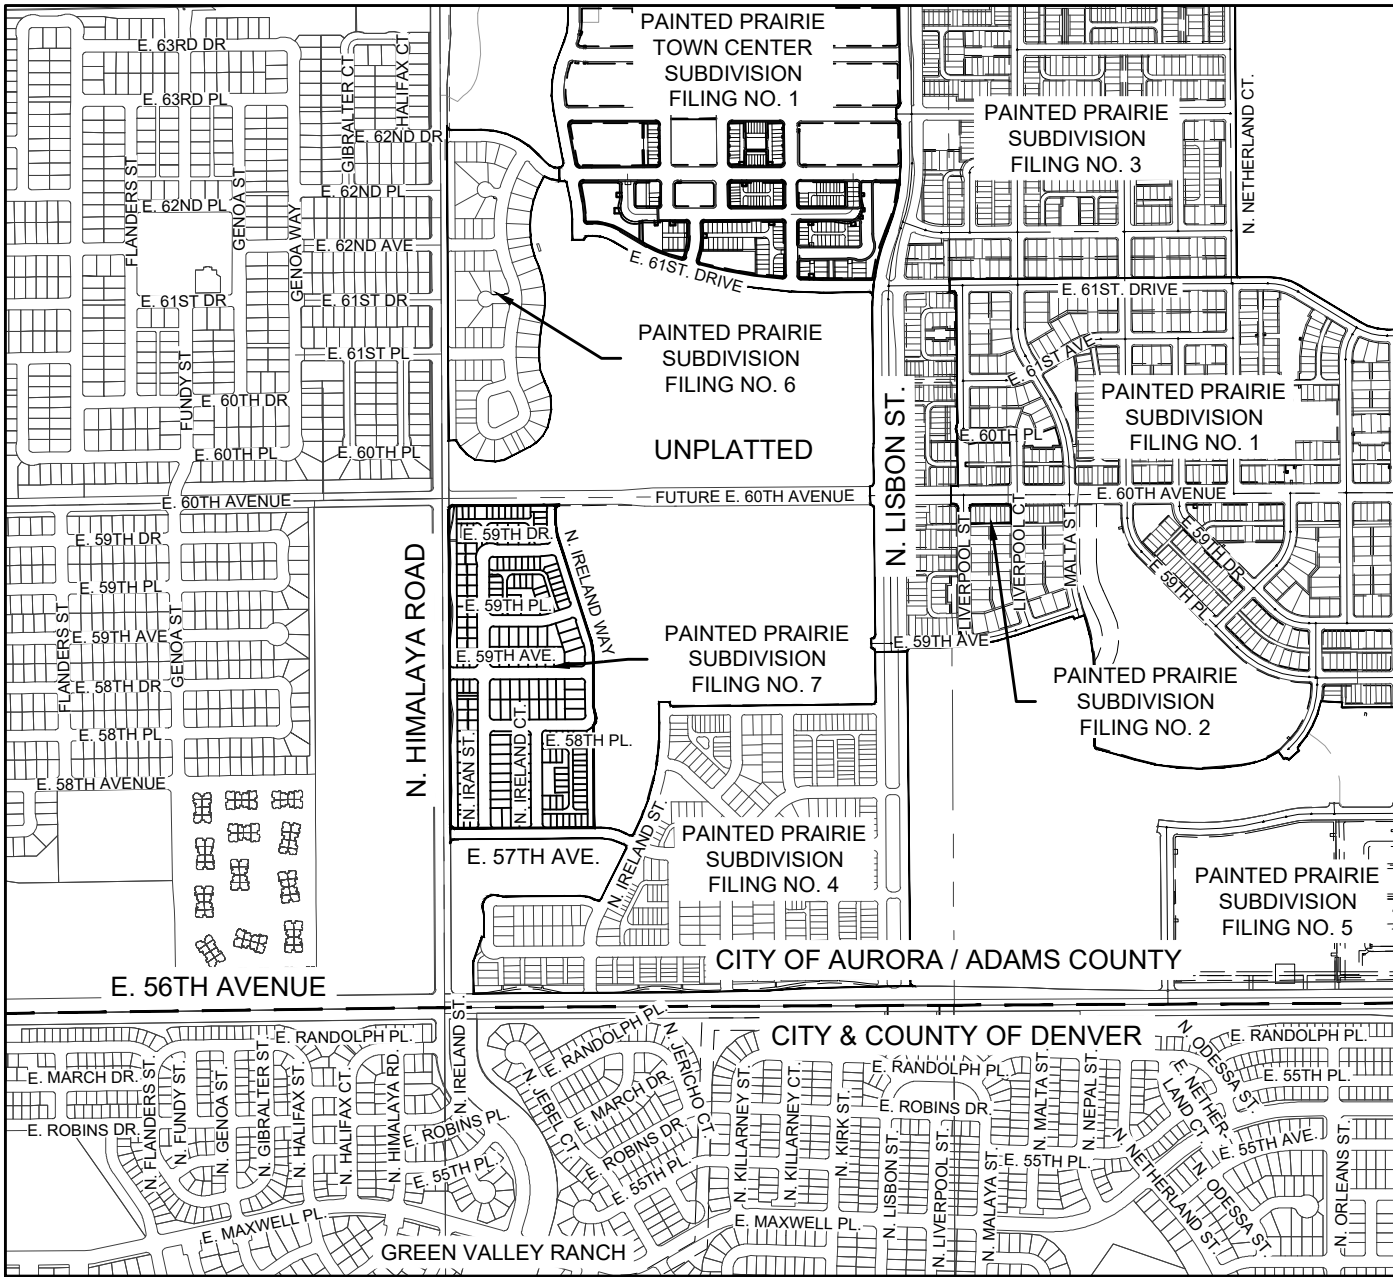 PAINTED PRAIRIE
TOWN CENTER
SUBDIVISION
FILING NO. 1
E. 63RD DR
GIBRALTER CT
HALIFAX CT
E. 63RD PL
E. 62ND DR
PAINTED PRAIRIE
SUBDIVISION
FILING NO. 3
N. NETHERLAND CT.
FLANDERS ST
GENOA ST
E. 62ND PL
E. 62ND PL
GENOA WAY
E. 62ND AVE
E. 61ST. DRIVE
E. 61ST DR
E. 61ST DR
E. 61ST. DRIVE
PAINTED PRAIRIE
SUBDIVISION
FILING NO. 6
E. 61ST PL
FUNDY ST
E. 61ST AVE
N. LISBON ST.
PAINTED PRAIRIE
SUBDIVISION
FILING NO. 1
E. 60TH DR
E. 60TH PL
UNPLATTED
E. 60TH PL
E. 60TH PL
E. 60TH AVENUE
FUTURE E. 60TH AVENUE
E. 60TH AVENUE
E. 59TH DR
E. 59TH DR.
N. IRELAND WAY
LIVERPOOL ST
LIVERPOOL CT
MALTA ST
E. 59TH DR
E. 59TH PL
E. 59TH PL
N. HIMALAYA ROAD
E. 59TH PL.
FLANDERS ST
E. 59TH AVE
GENOA ST
E. 59TH AVE.
E. 59TH AVE
PAINTED PRAIRIE
SUBDIVISION
FILING NO. 7
PAINTED PRAIRIE
SUBDIVISION
FILING NO. 2
E. 58TH DR
E. 58TH PL
E. 58TH PL.
N. IRAN ST.
N. IRELAND CT.
E. 58TH AVENUE
N. IRELAND ST.
PAINTED PRAIRIE
SUBDIVISION
FILING NO. 4
E. 57TH AVE.
PAINTED PRAIRIE
SUBDIVISION
FILING NO. 5
CITY OF AURORA / ADAMS COUNTY
E. 56TH AVENUE
CITY & COUNTY OF DENVER
E. RANDOLPH PL.
N. IRELAND ST.
E. RANDOLPH PL.
N. JERICHO CT.
N. ODESSA ST.
E. RANDOLPH PL.
E. MARCH DR.
E. RANDOLPH PL.
E. 55TH PL.
E. ROBINS DR.
N. FLANDERS ST.
N. FUNDY ST.
N. GENOA ST.
N. GIBRALTER ST.
N. HALIFAX ST.
N. HALIFAX CT.
N. HIMALAYA RD.
E. ROBINS PL.
E. 55TH PL.
N. JEBEL CT.
E. MARCH DR.
E. ROBINS DR.
E. 55TH PL.
N. KILLARNEY ST.
N. KILLARNEY CT.
N. KIRK ST.
E. ROBINS DR.
N. LISBON ST.
N. LIVERPOOL ST.
N. MALAYA ST.
N. MALTA ST.
N. NEPAL ST.
E. 55TH PL.
E. NETHER-
LAND CT.
N. NETHERLAND ST.
E. 55TH AVE.
N. ODESSA ST.
N. ORLEANS ST.
E. MAXWELL PL.
E. MAXWELL PL.
GREEN VALLEY RANCH